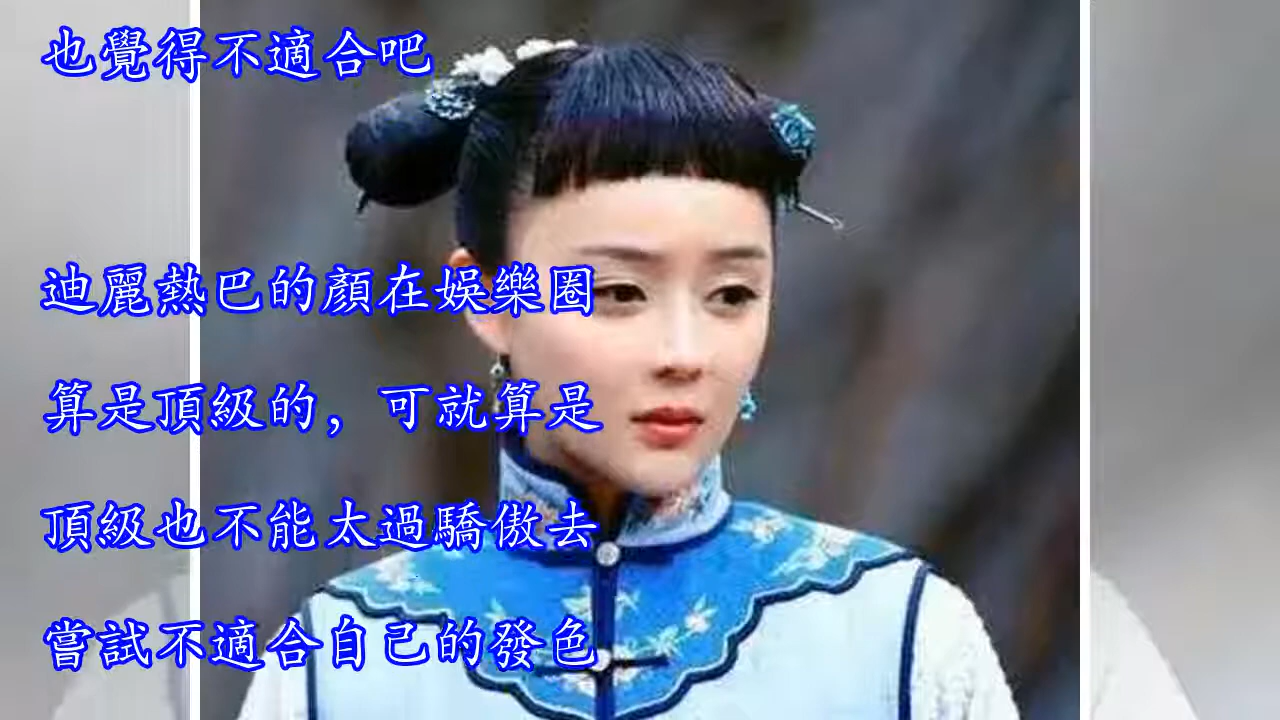 也覺得不適合吧
迪麗熱巴的顏在娛樂圈
算是頂級的，可就算是
頂級也不能太過驕傲去
嘗試不適合自己的發色